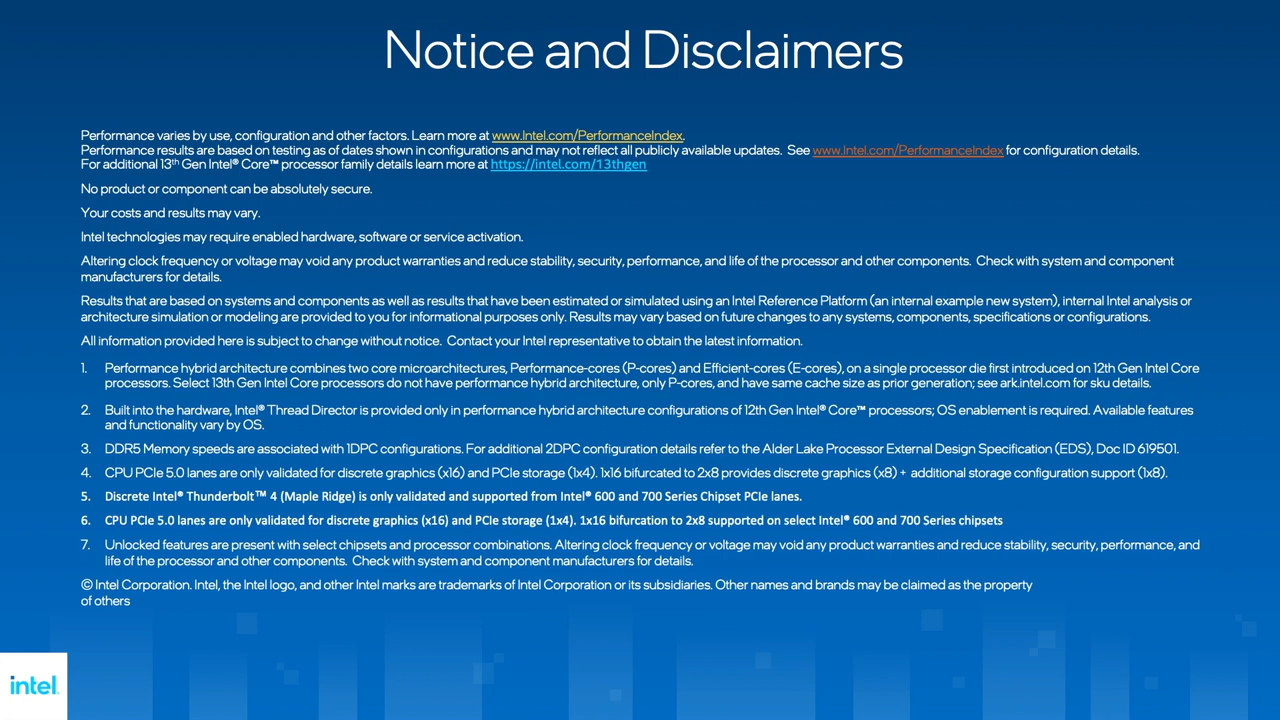 Notice and Disclaimers
Performance varies by use, configuration and other factors. Learn more at www.Intel.com/PerformanceIndex.
Performance results are based on testing as of dates shown in configurations and may not reflect all publicly available updates. See www.Intel.com/PerformanceIndex for configuration details.
For additional 13th Gen Intel® Core™ processor family details learn more at https://intel.com/13thgen
No product or component can be absolutely secure.
Your costs and results may vary.
Intel technologies may require enabled hardware, software or service activation.
Altering clock frequency or voltage may void any product warranties and reduce stability, security, performance, and life of the processor and other components. Check with system and component
manufacturers for details.
Results that are based on systems and components as well as results that have been estimated or simulated using an Intel Reference Platform (an internal example new system), internal Intel analysis or
architecture simulation or modeling are provided to you for informational purposes only. Results may vary based on future changes to any systems, components, specifications or configurations.
All information provided here is subject to change without notice. Contact your Intel representative to obtain the latest information.
1. Performance hybrid architecture combines two core microarchitectures, Performance-cores (P-cores) and Efficient-cores (E-cores), on a single processor die first introduced on 12th Gen Intel Core
processors. Select 13th Gen Intel Core processors do not have performance hybrid architecture, only P-cores, and have same cache size as prior generation; see ark.intel.com for sku details.
2. Built into the hardware, Intel® Thread Director is provided only in performance hybrid architecture configurations of 12th Gen Intel® Core™ processors; OS enablement is required. Available features
and functionality vary by OS.
3. DDR5 Memory speeds are associated with 1DPC configurations. For additional 2DPC configuration details refer to the Alder Lake Processor External Design Specification (EDS), Doc ID 619501.
4. CPU PCIe 5.0 lanes are only validated for discrete graphics (x16) and PCIe storage (1x4). 1x16 bifurcated to 2x8 provides discrete graphics (x8) + additional storage configuration support (1x8).
5. Discrete Intel® Thunderbolt™ 4 (Maple Ridge) is only validated and supported from Intel® 600 and 700 Series Chipset PCIe lanes.
6. CPU PCIe 5.0 lanes are only validated for discrete graphics (x16) and PCIe storage (1x4). 1x16 bifurcation to 2x8 supported on select Intel® 600 and 700 Series chipsets
7. Unlocked features are present with select chipsets and processor combinations. Altering clock frequency or voltage may void any product warranties and reduce stability, security, performance, and
life of the processor and other components. Check with system and component manufacturers for details.
© Intel Corporation. Intel, the Intel logo, and other Intel marks are trademarks of Intel Corporation or its subsidiaries. Other names and brands may be claimed as the property
of others
intel.